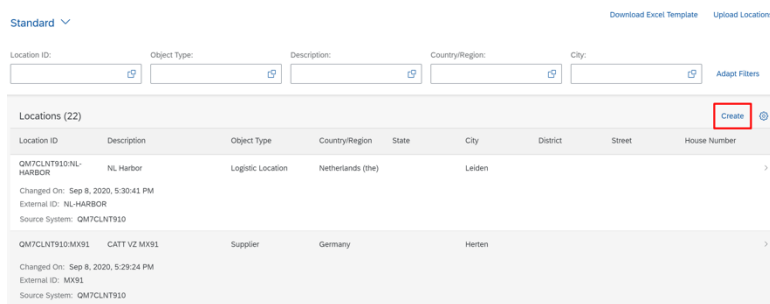 Download Excel Template Upload Locations
Standard
Location ID: Object Type: Description: Country/Region: City:
Adapt Filters
Locations (22) Create
Location ID Description Object Type Country/Region State City District Street House Number
QM7CLNT910:NL-
HARBOR NL Harbor Logistic Location Netherlands (the) Leiden
Changed On: Sep 8, 2020, 5:30:41 PM
External ID: NL-HARBOR
Source System: QM7CLNT910
QM7CLNT910:MX91 CATT VZ MX91 Supplier Germany Herten
Changed On: Sep 8, 2020, 5:29:24 PM
External ID: MX91
Source System: QM7CLNT910